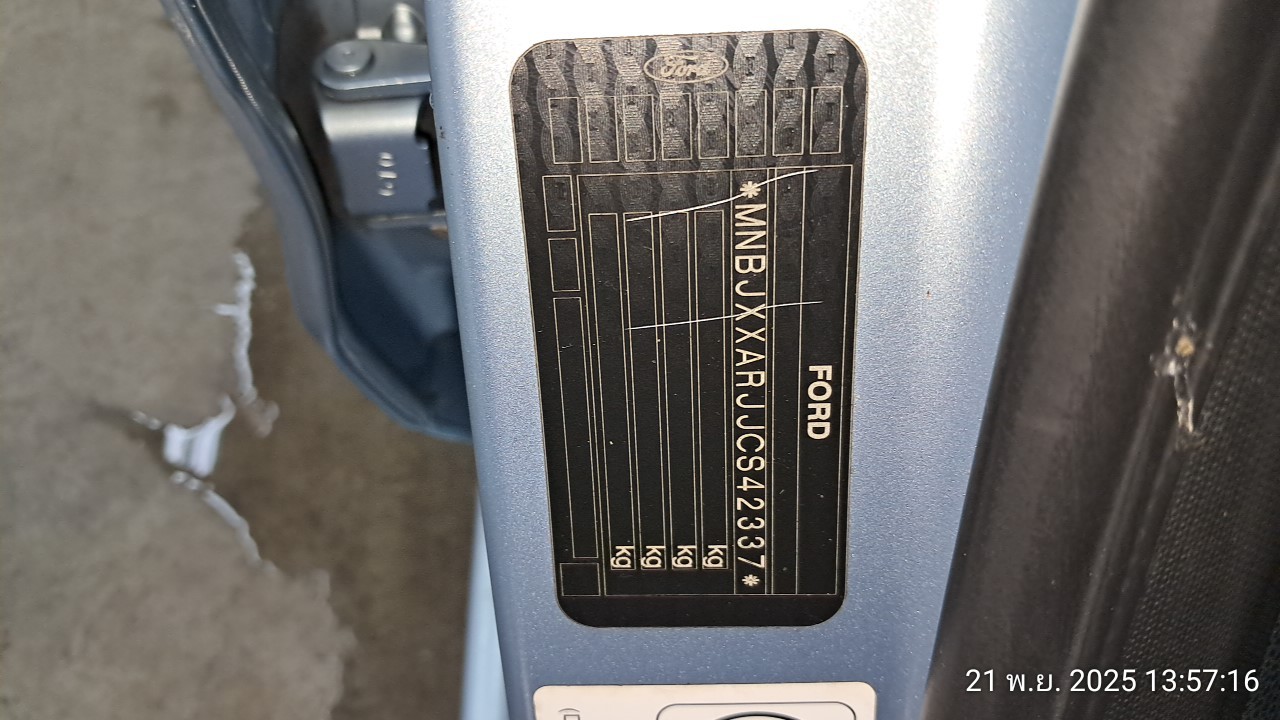 Ford
FORD
*MNBJXXARJJCS42337*
kg
kg
kg
kg
21 พ.ย. 2025 13:57:16